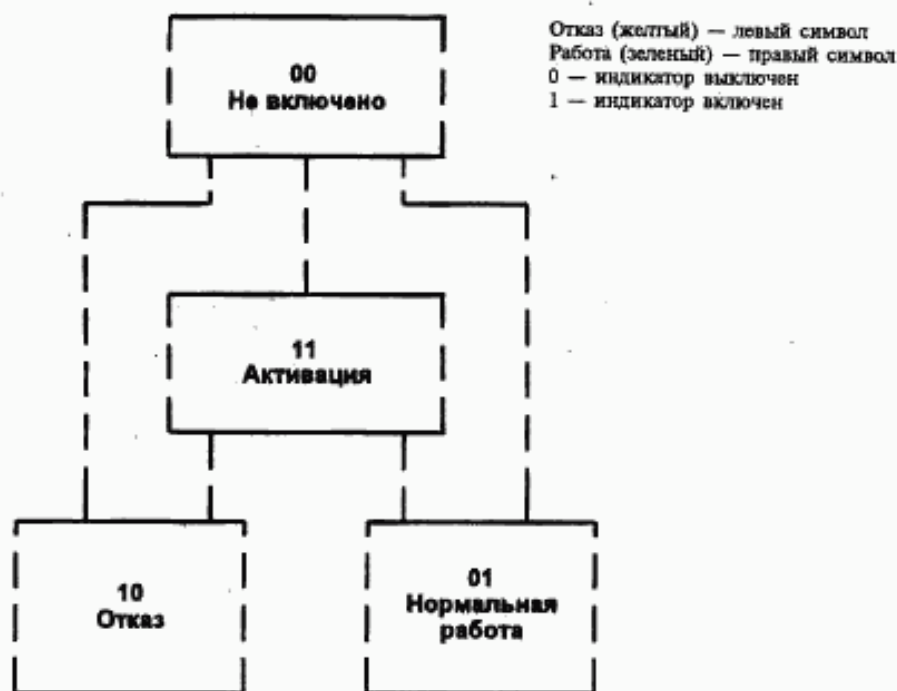 Отказ (желтый) — левый символ
Работа (зеленый) — правый символ
0 — индикатор выключен
1 — индикатор включен
00
Не включено
11
Активация
10
Отказ
01
Нормальная
работа